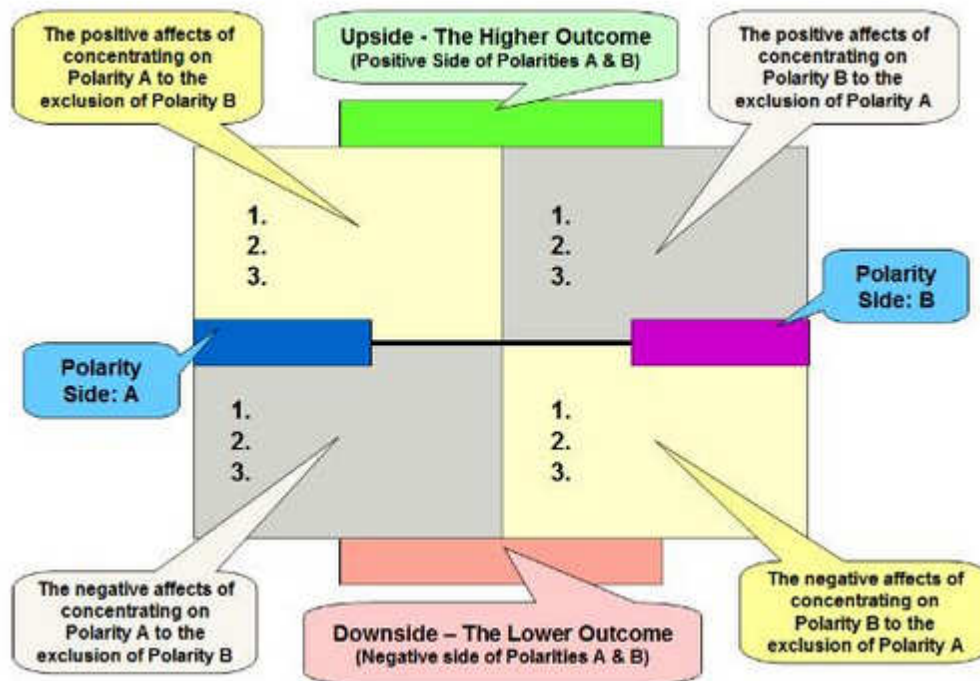 The positive affects of
concentrating on
Polarity A to the
exclusion of Polarity B
Upside - The Higher Outcome
(Positive Side of Polarities A & B)
The positive affects of
concentrating on
Polarity B to the
exclusion of Polarity A
1.
2.
3.
1.
2.
3.
Polarity
Side: B
Polarity
Side: A
1.
2.
3.
1.
2.
3.
The negative affects of
concentrating on
Polarity A to the
exclusion of Polarity B
Downside – The Lower Outcome
(Negative side of Polarities A & B)
The negative affects of
concentrating on
Polarity B to the
exclusion of Polarity A